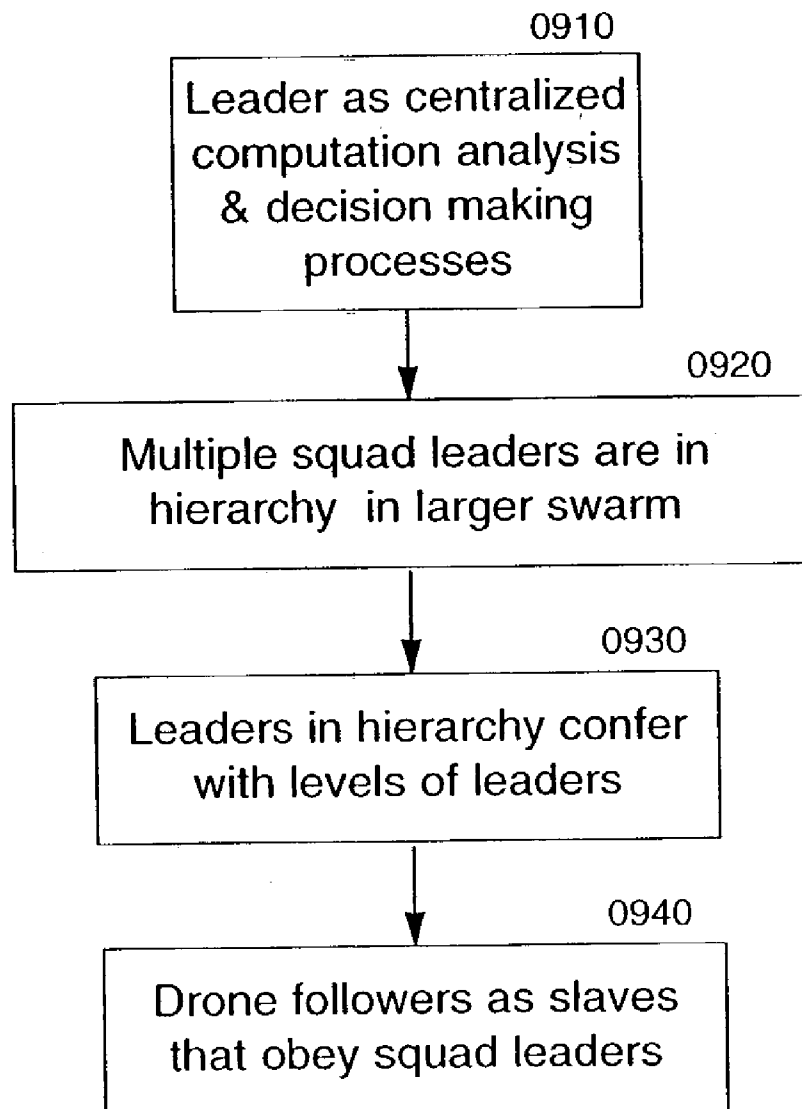 0910
Leader as centralized
computation analysis
& decision making
processes
0920
Multiple squad leaders are in
hierarchy in larger swarm
0930
Leaders in hierarchy confer
with levels of leaders
0940
Drone followers as slaves
that obey squad leaders